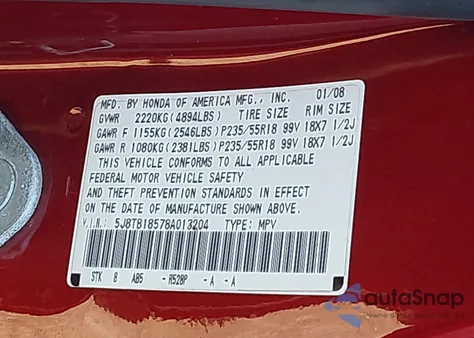 MFD. BY HONDA OF AMERICA MFG., INC. 01/08
GVWR 2220KG(4894LBS) TIRE SIZE RIM SIZE
GAWR F 1155KG(2546LBS)P235/55R18 99V 18X7 1/2J
GAWR R 1080KG(2381LBS)P235/55R18 99V 18X7 1/2J
THIS VEHICLE CONFORMS TO ALL APPLICABLE
FEDERAL MOTOR VEHICLE SAFETY
AND THEFT PREVENTION STANDARDS IN EFFECT
ON THE DATE OF MANUFACTURE SHOWN ABOVE.
V.I.N.: 5J8TB18578A013204 TYPE: MPV
STK 8 AB5 -R528P -A -A
autoSnap